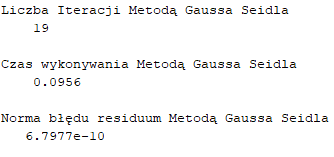 Liczba Iteracji Metodą Gaussa Seidla
19
Czas wykonywania Metodą Gaussa Seidla
0.0956
Norma błędu residuum Metodą Gaussa Seidla
6.7977e-10